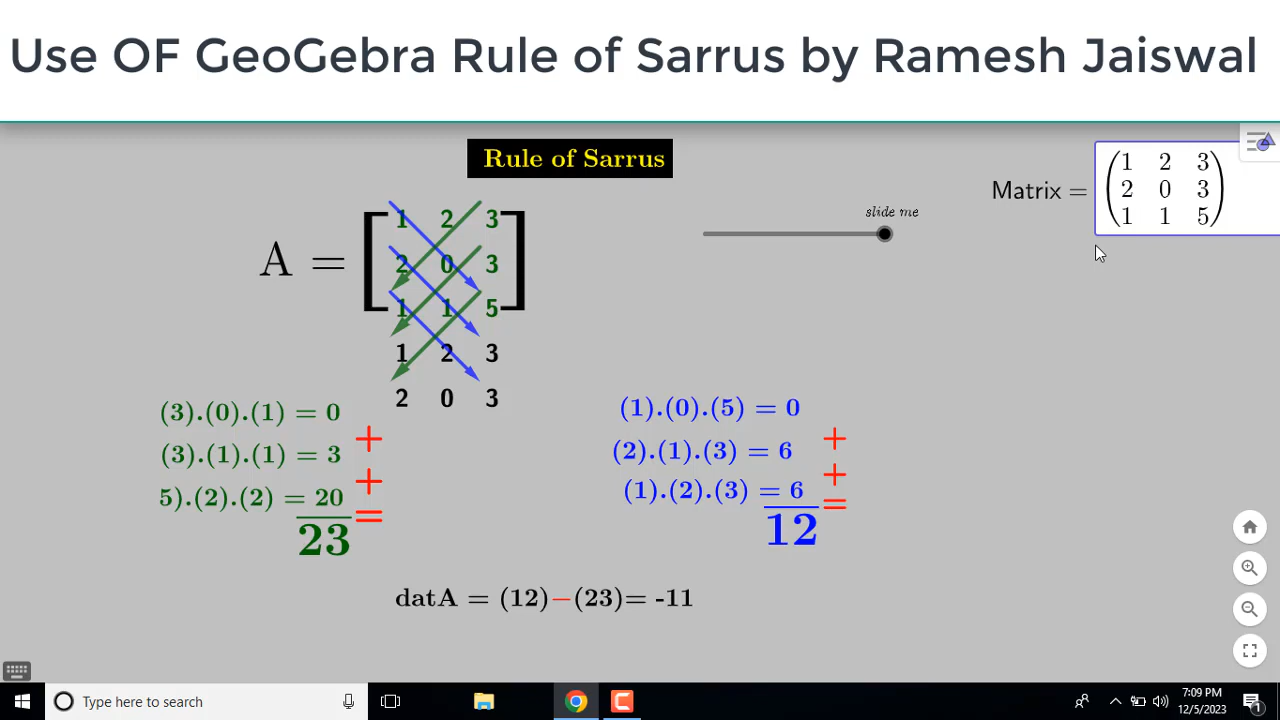 Use OF GeoGebra Rule of Sarrus by Ramesh Jaiswal
Rule of Sarrus
slide me
Matrix = (1 2 3
2 0 3
1 1 5)
A = [1 2 3
2 0 3
1 1 5]
1 2 3
2 0 3
(3).(0).(1) = 0
+
(3).(1).(1) = 3
+
5).(2).(2) = 20
=
23
(1).(0).(5) = 0
+
(2).(1).(3) = 6
+
(1).(2).(3) = 6
=
12
datA = (12)−(23)= -11
Type here to search
7:09 PM
12/5/2023
1